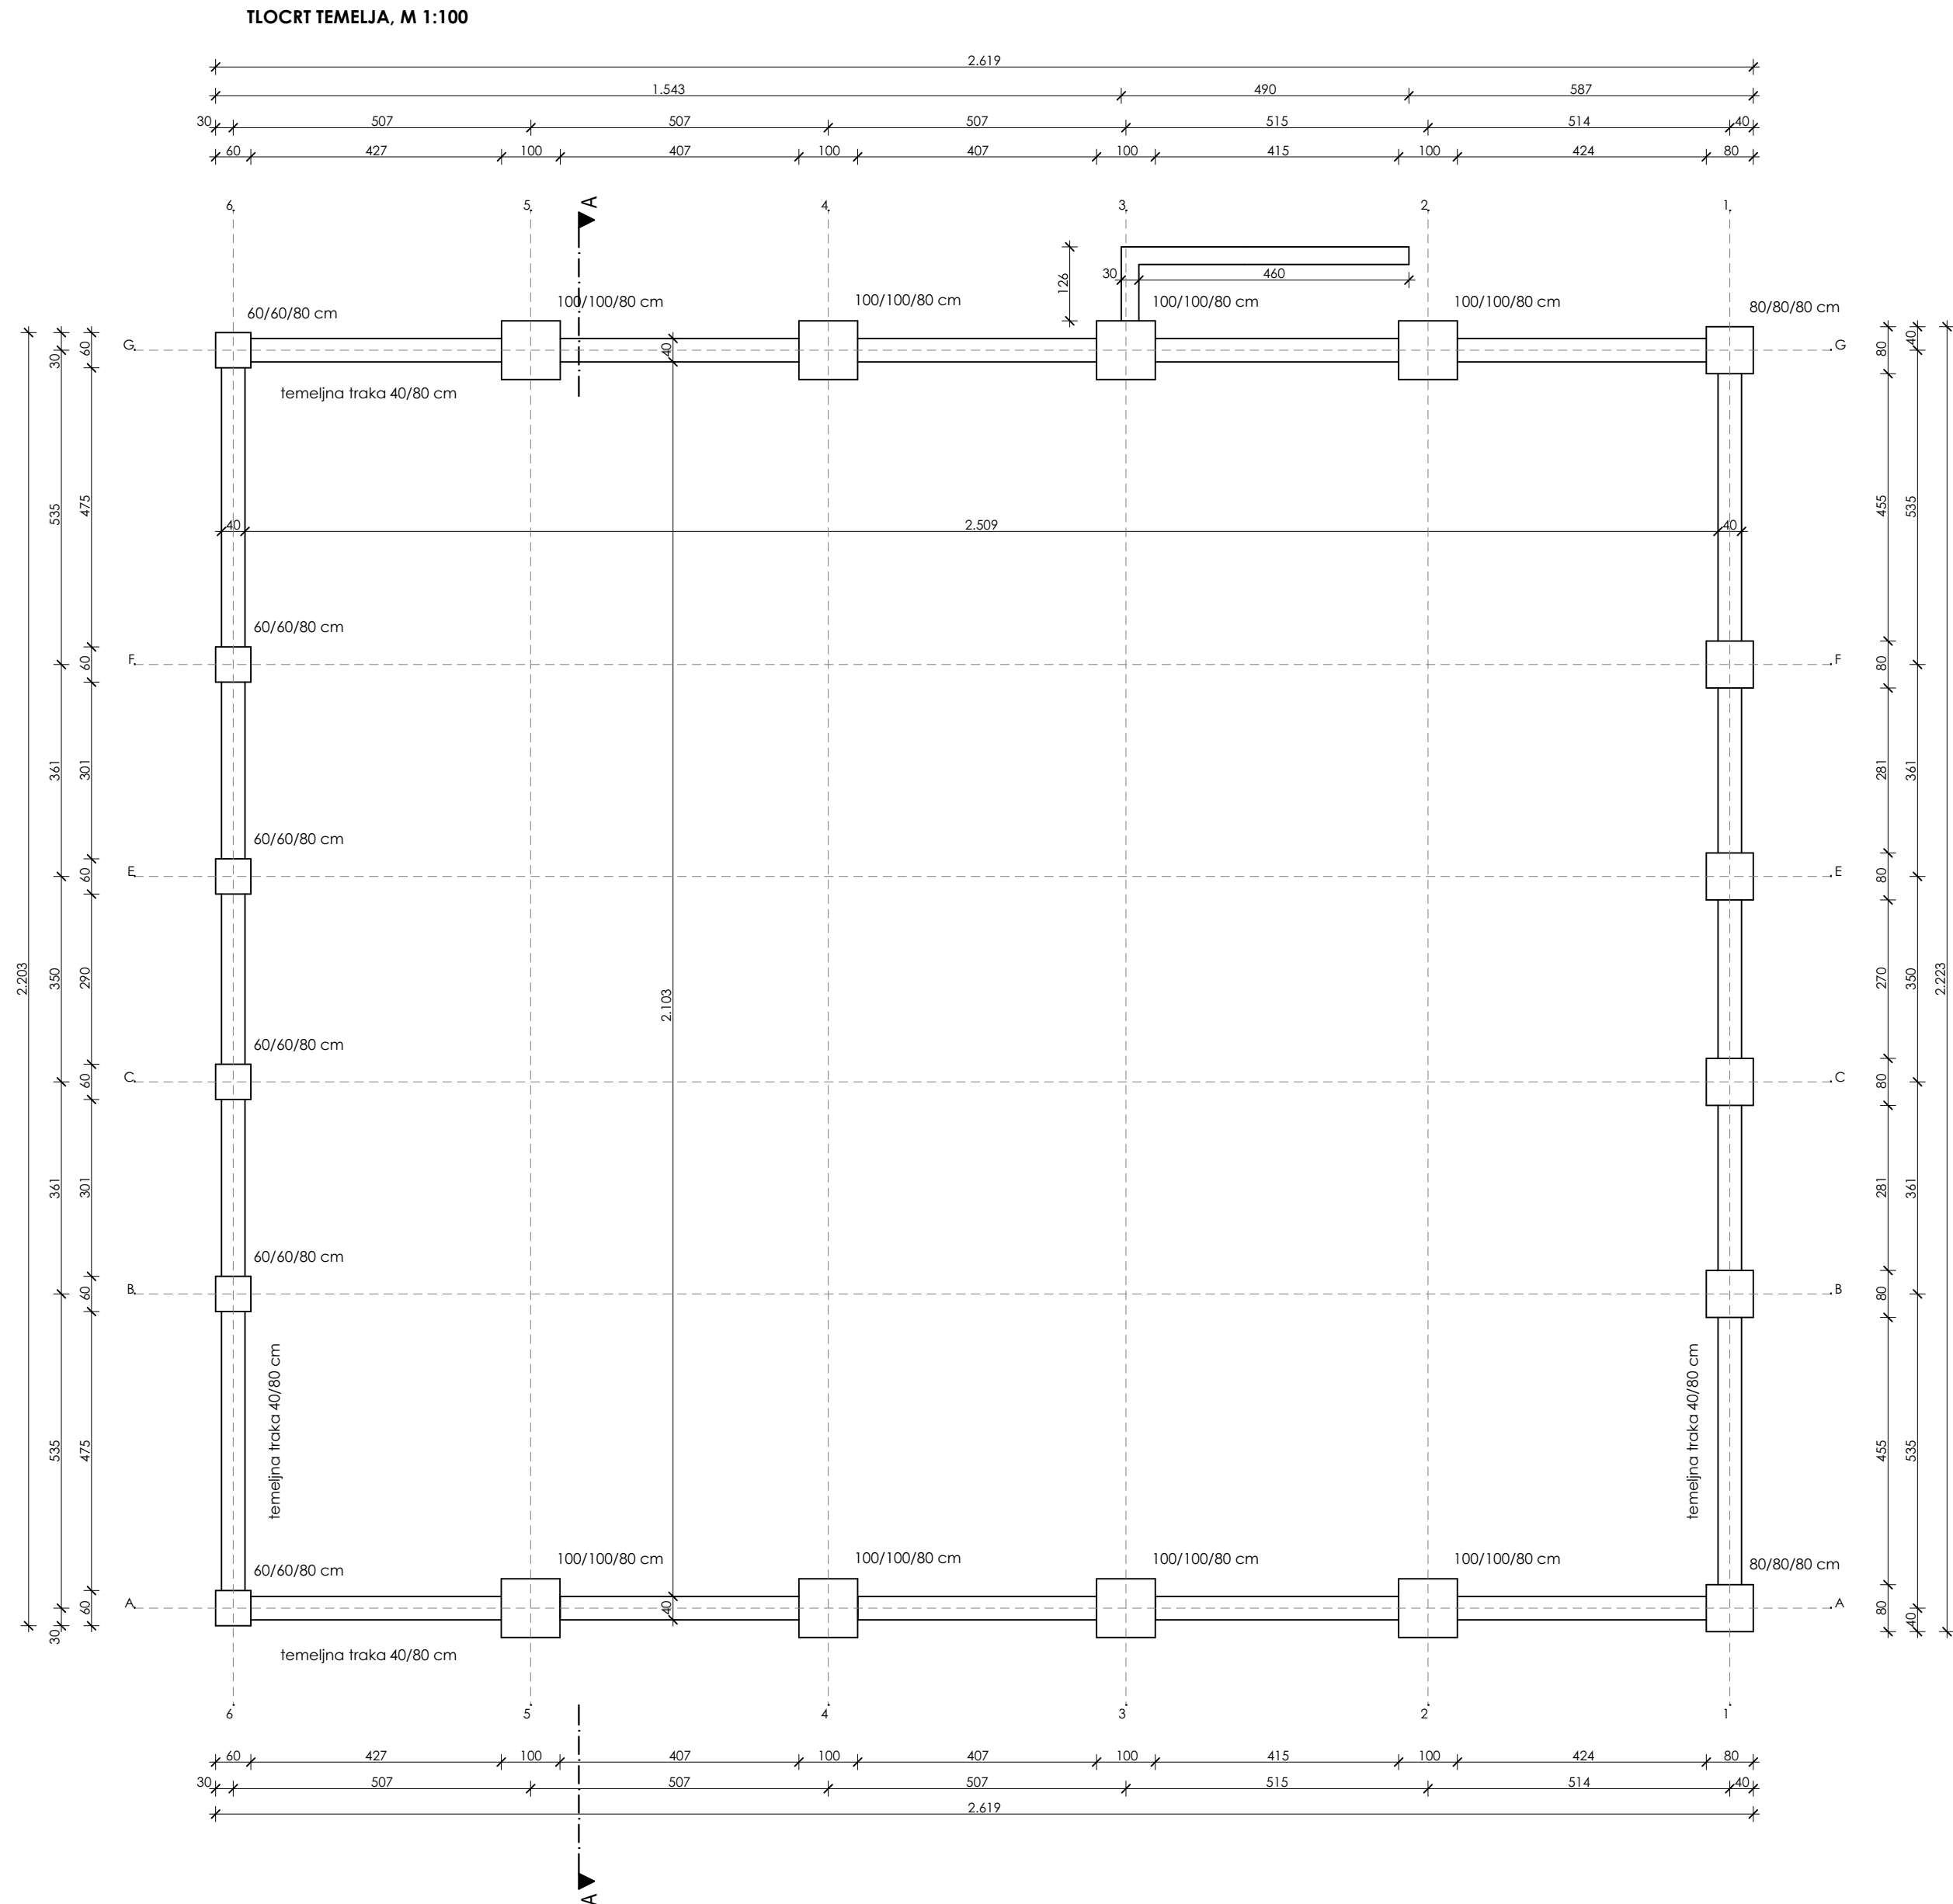 TLOCRT TEMELJA, M 1:100
2.619
1.543 490 587
30 507 507 507 515 514 40
60 427 100 407 100 407 100 415 100 424 80
A
6. 5. 4. 3. 2. 1.
126
30 460
60/60/80 cm 100/100/80 cm 100/100/80 cm 100/100/80 cm 100/100/80 cm 80/80/80 cm
G. G
40
temeljna traka 40/80 cm
40 2.509 40
60/60/80 cm
F. F
60/60/80 cm
E. E
2.103
60/60/80 cm
C. C
60/60/80 cm
B. B
temeljna traka 40/80 cm
temeljna traka 40/80 cm
60/60/80 cm 100/100/80 cm 100/100/80 cm 100/100/80 cm 100/100/80 cm 80/80/80 cm
A. A
40
temeljna traka 40/80 cm
2.203
30 535 361 350 361 535 30
60 475 60 301 60 290 60 301 60 475 60
80 455 80 281 80 270 80 281 80 455 80
40 535 361 350 361 535 40
2.223
6 5 4 3 2 1
60 427 100 407 100 407 100 415 100 424 80
30 507 507 507 515 514 40
2.619
A